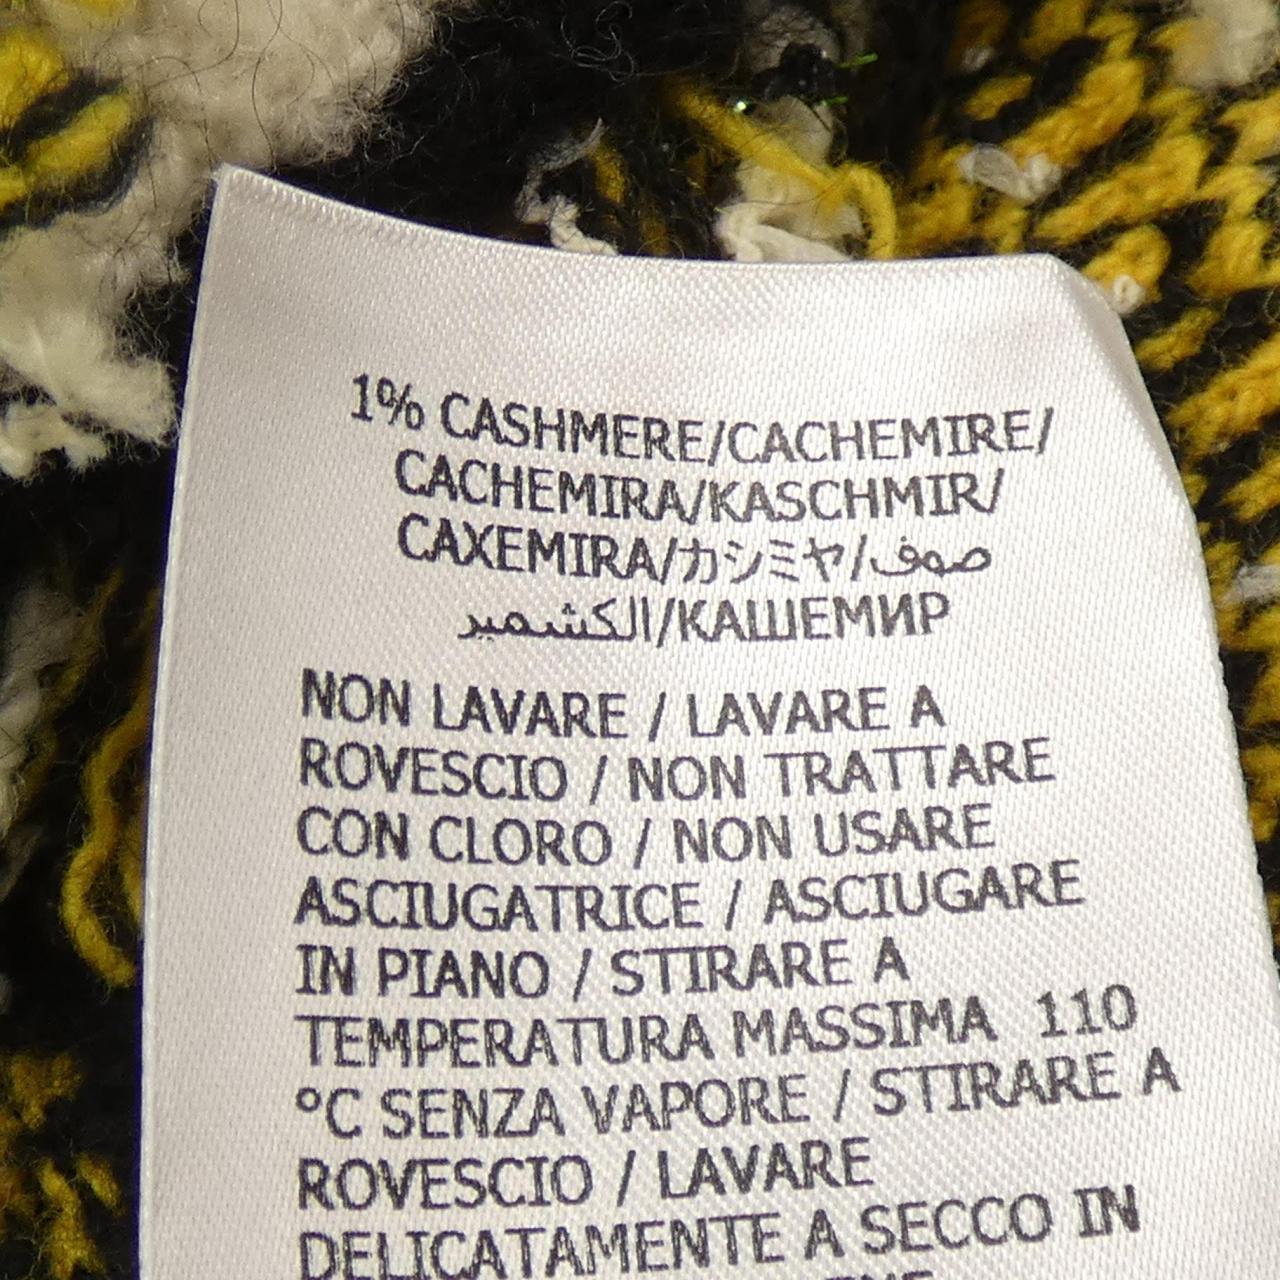 1% CASHMERE/CACHEMIRE/
CACHEMIRA/KASCHMIR/
CAXEMIRA/カシミヤ/صوف
الكشمير/КАШЕМИР
NON LAVARE / LAVARE A
ROVESCIO / NON TRATTARE
CON CLORO / NON USARE
ASCIUGATRICE / ASCIUGARE
IN PIANO / STIRARE A
TEMPERATURA MASSIMA 110
°C SENZA VAPORE / STIRARE A
ROVESCIO / LAVARE
DELICATAMENTE A SECCO IN